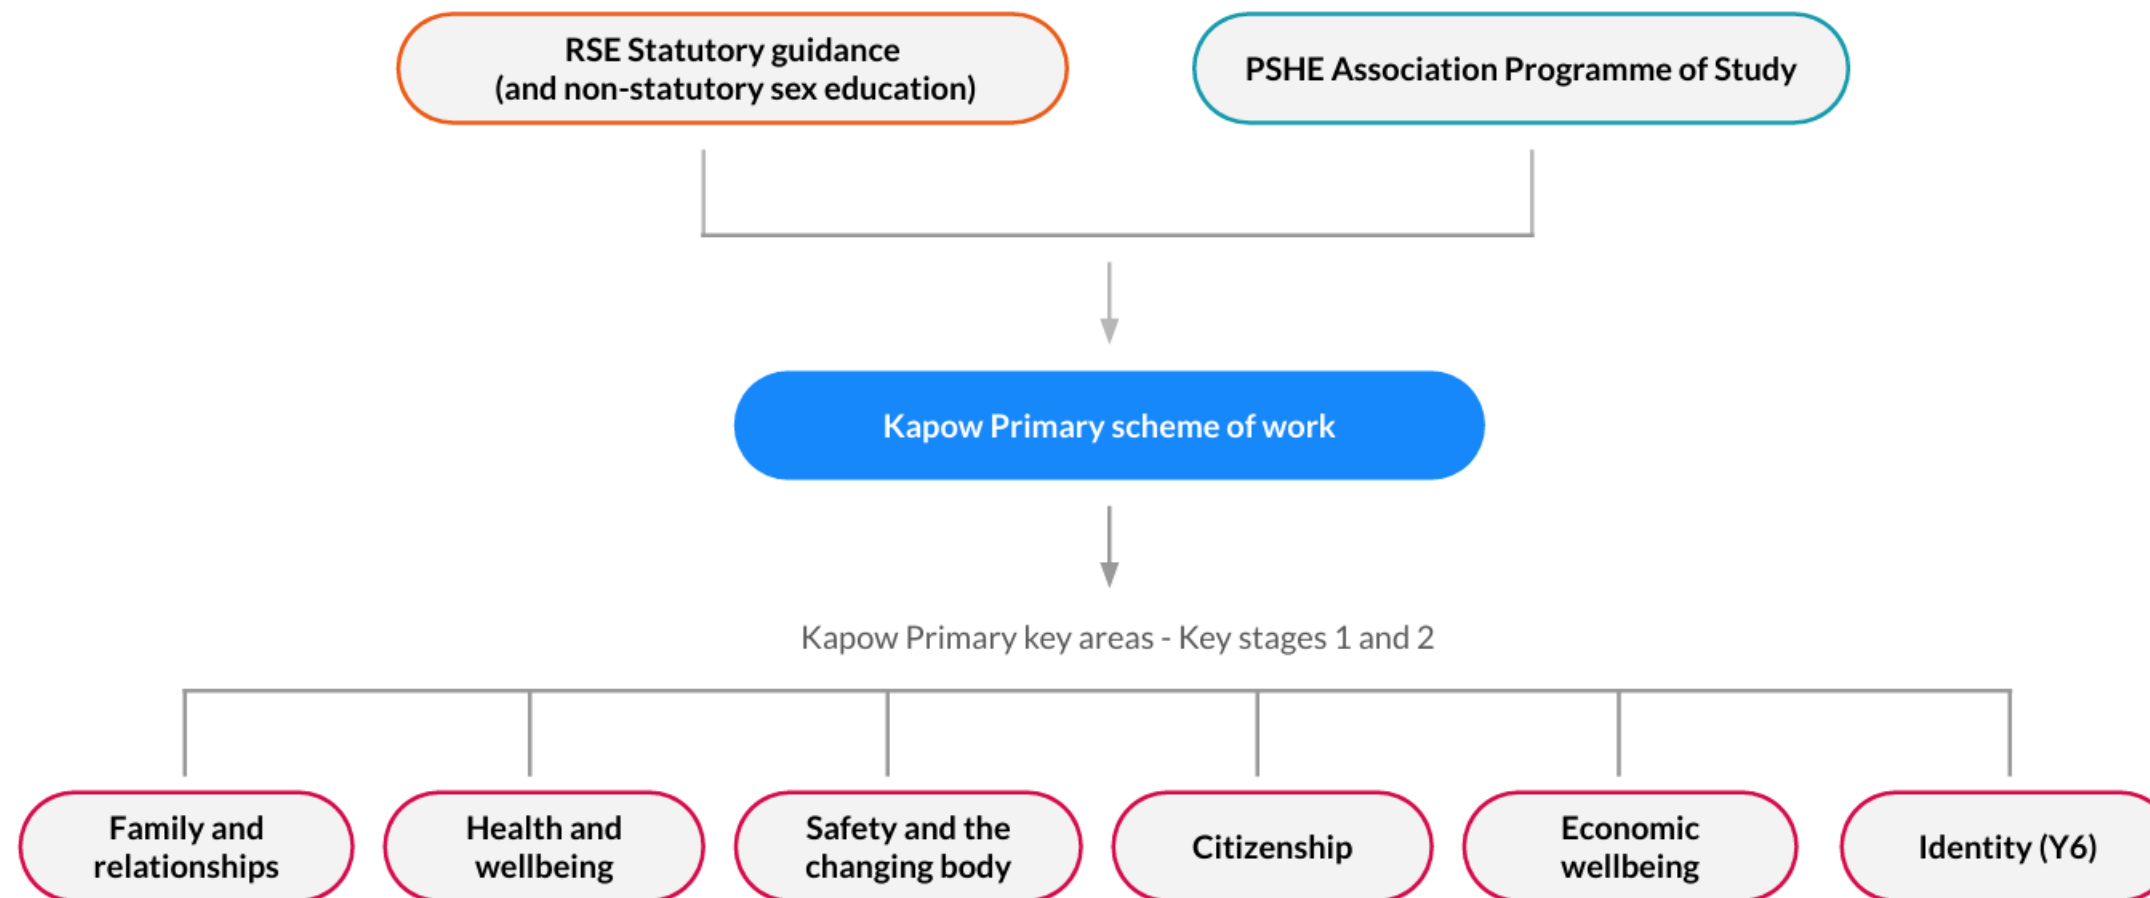 RSE Statutory guidance
(and non-statutory sex education)
PSHE Association Programme of Study
Kapow Primary scheme of work
Kapow Primary key areas - Key stages 1 and 2
Family and
relationships
Health and
wellbeing
Safety and the
changing body
Citizenship
Economic
wellbeing
Identity (Y6)